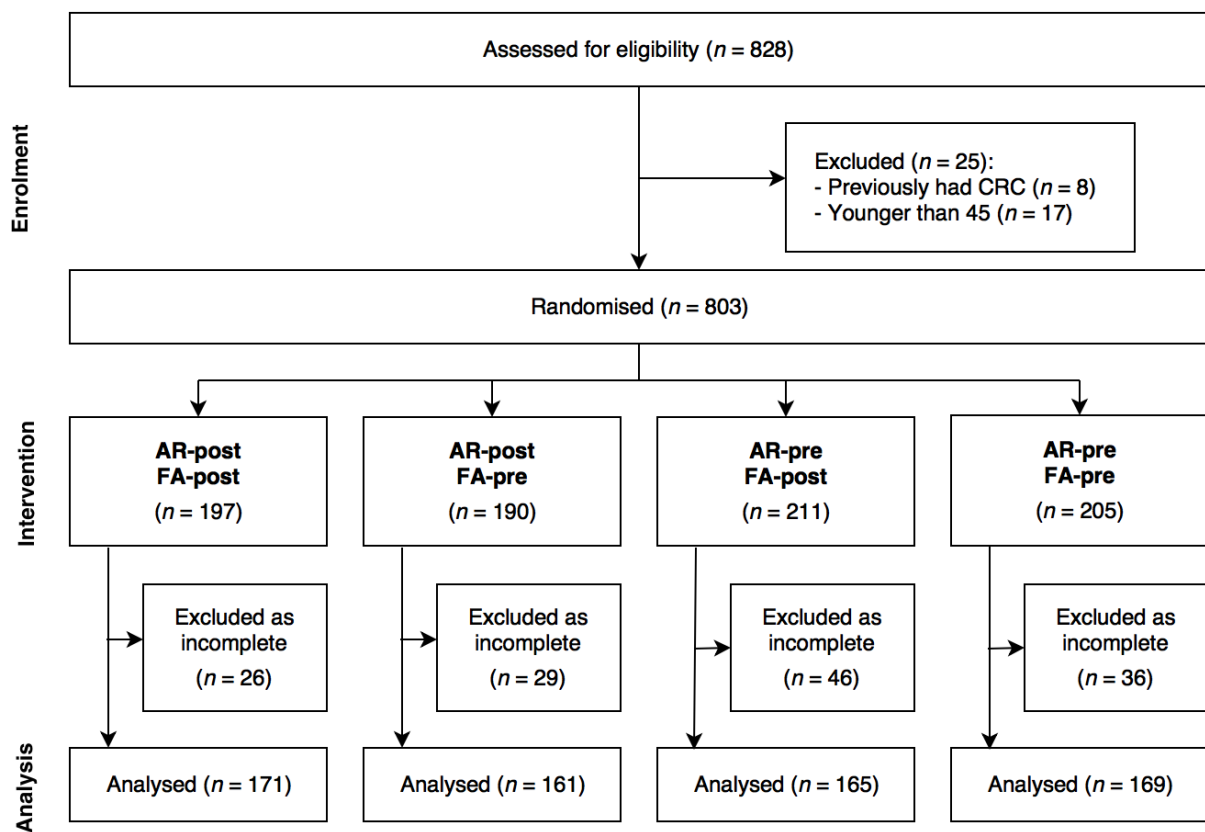 Assessed for eligibility (n = 828)
Enrolment
Excluded (n = 25):
- Previously had CRC (n = 8)
- Younger than 45 (n = 17)
Randomised (n = 803)
Intervention
AR-post
FA-post
(n = 197)
AR-post
FA-pre
(n = 190)
AR-pre
FA-post
(n = 211)
AR-pre
FA-pre
(n = 205)
Excluded as
incomplete
(n = 26)
Excluded as
incomplete
(n = 29)
Excluded as
incomplete
(n = 46)
Excluded as
incomplete
(n = 36)
Analysis
Analysed (n = 171)
Analysed (n = 161)
Analysed (n = 165)
Analysed (n = 169)